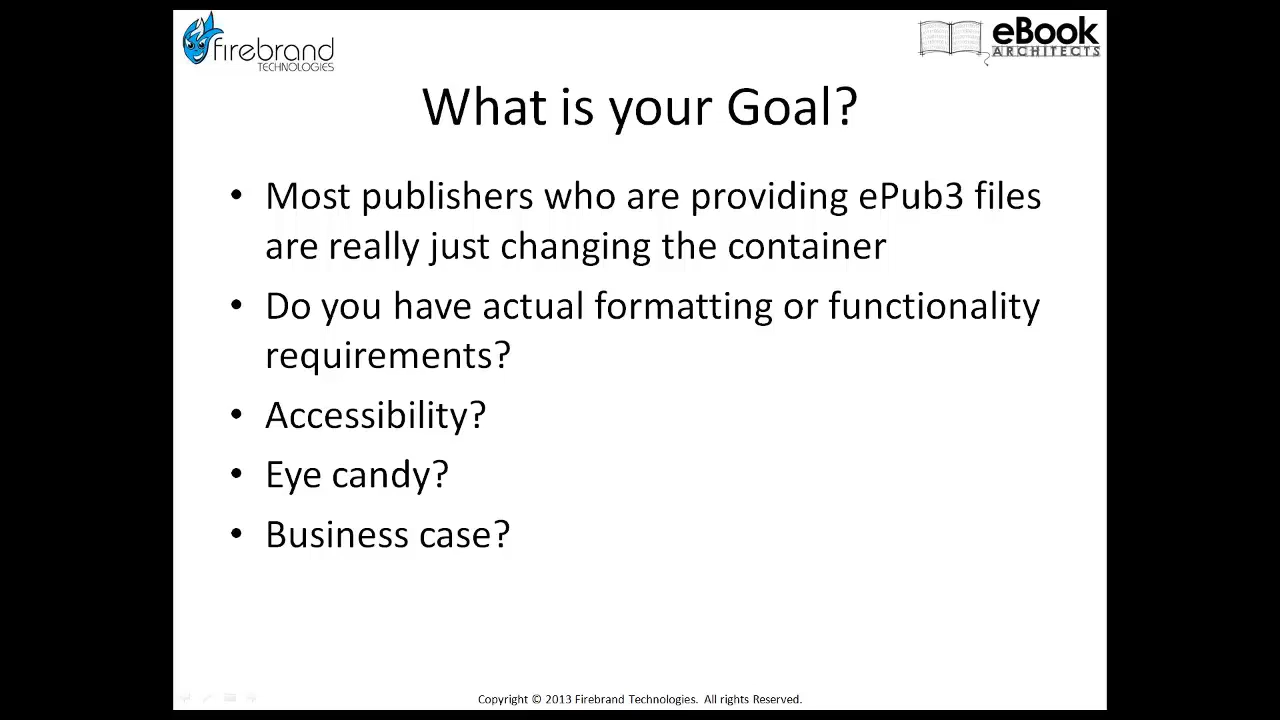 firebrand
TECHNOLOGIES
eBook
ARCHITECTS
What is your Goal?
• Most publishers who are providing ePub3 files
are really just changing the container
• Do you have actual formatting or functionality
requirements?
• Accessibility?
• Eye candy?
• Business case?
Copyright © 2013 Firebrand Technologies. All rights Reserved.